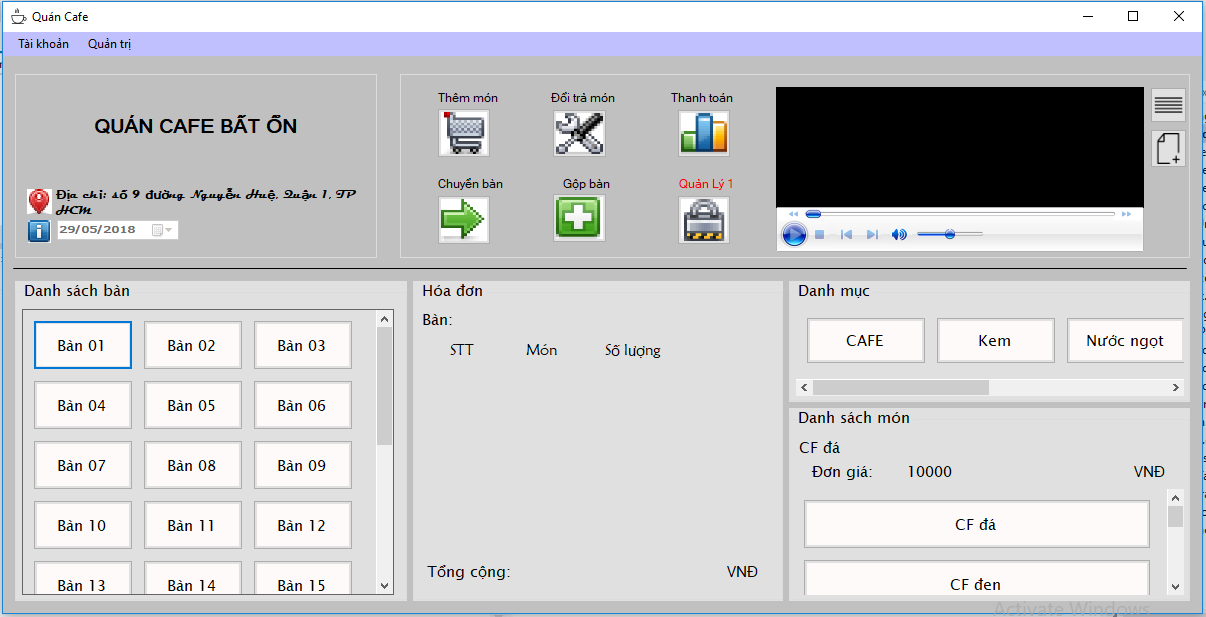 Quán Cafe
Tài khoản Quản trị
QUÁN CAFE BẤT ỔN
Địa chỉ: số 9 đường Nguyễn Huệ, Quận 1, TP
HCM
29/05/2018
Thêm món Đổi trả món Thanh toán
Chuyển bàn Gộp bàn Quản Lý 1
Danh sách bàn
Bàn 01 Bàn 02 Bàn 03
Bàn 04 Bàn 05 Bàn 06
Bàn 07 Bàn 08 Bàn 09
Bàn 10 Bàn 11 Bàn 12
Bàn 13 Bàn 14 Bàn 15
Hóa đơn
Bàn:
STT Món Số lượng
Tổng cộng: VNĐ
Danh mục
CAFE Kem Nước ngọt
Danh sách món
CF đá
Đơn giá: 10000 VNĐ
CF đá
CF đen
Activate Windows